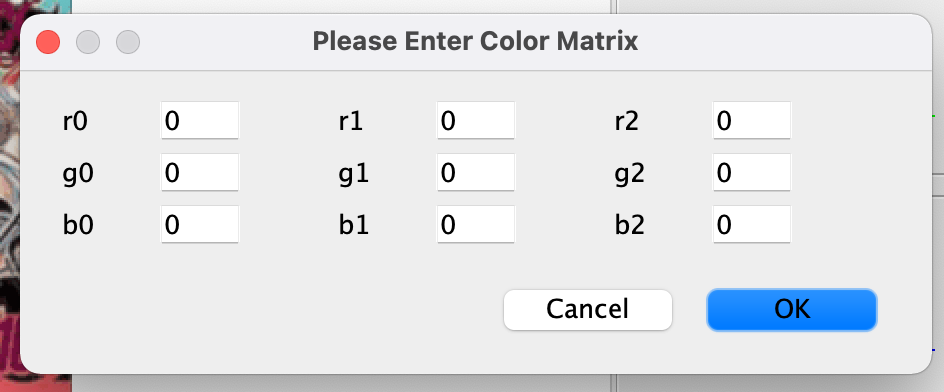 Please Enter Color Matrix
r0 0 r1 0 r2 0
g0 0 g1 0 g2 0
b0 0 b1 0 b2 0
Cancel OK